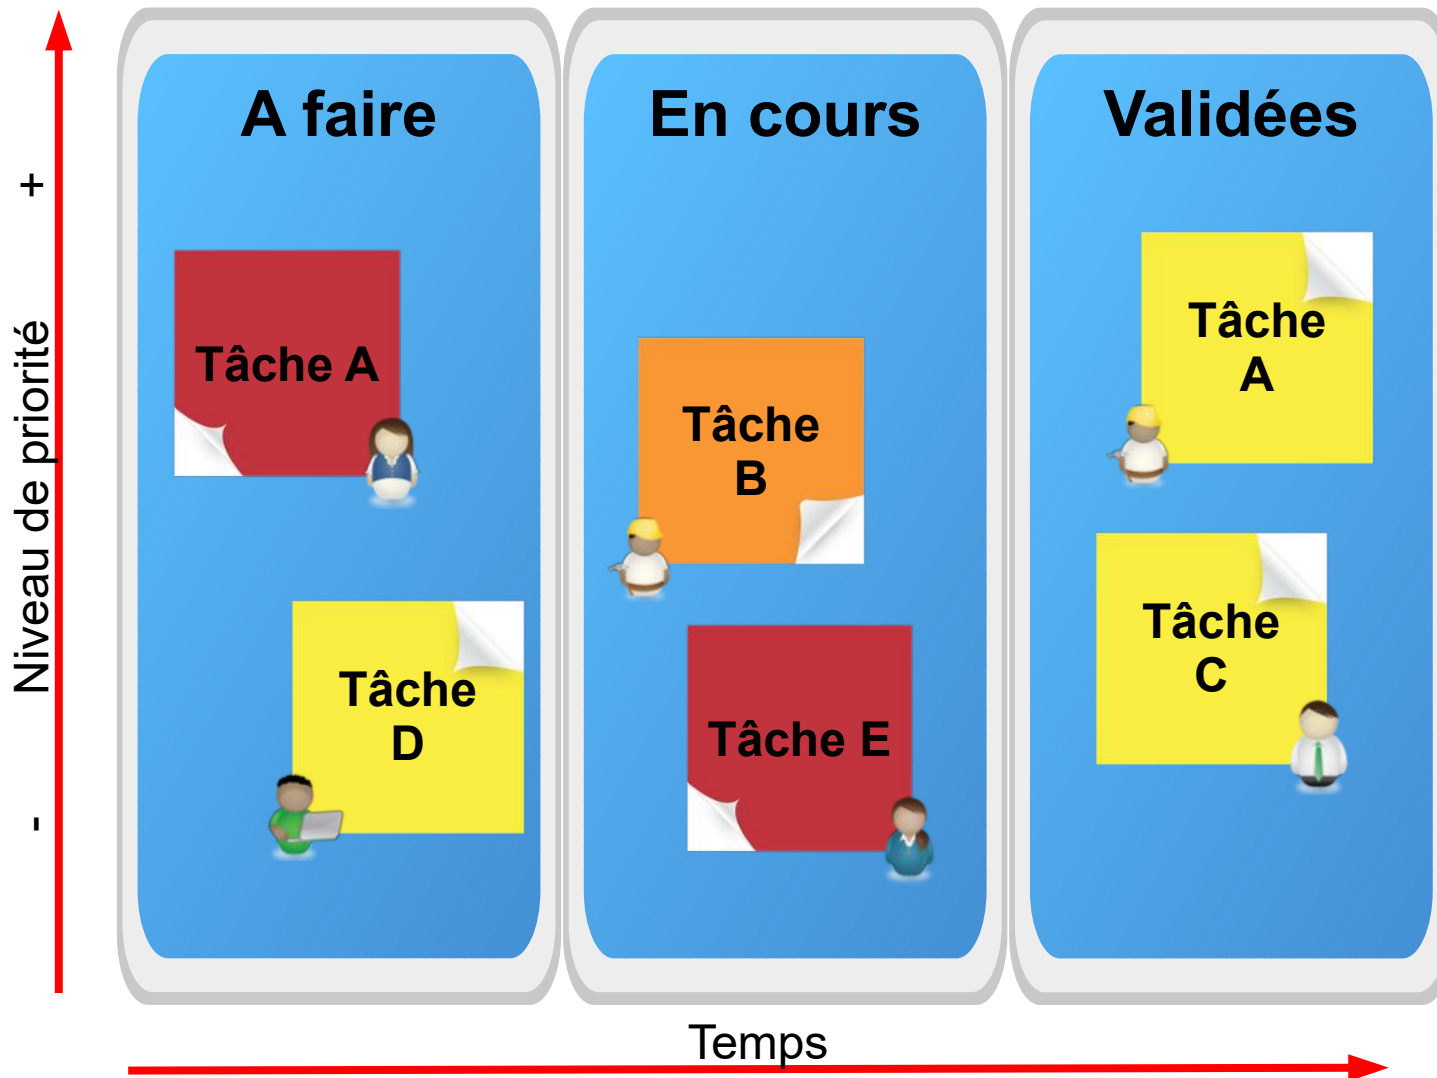 A faire
En cours
Validées
+
Niveau de priorité
-
Tâche A
Tâche
D
Tâche
B
Tâche E
Tâche
A
Tâche
C
Temps